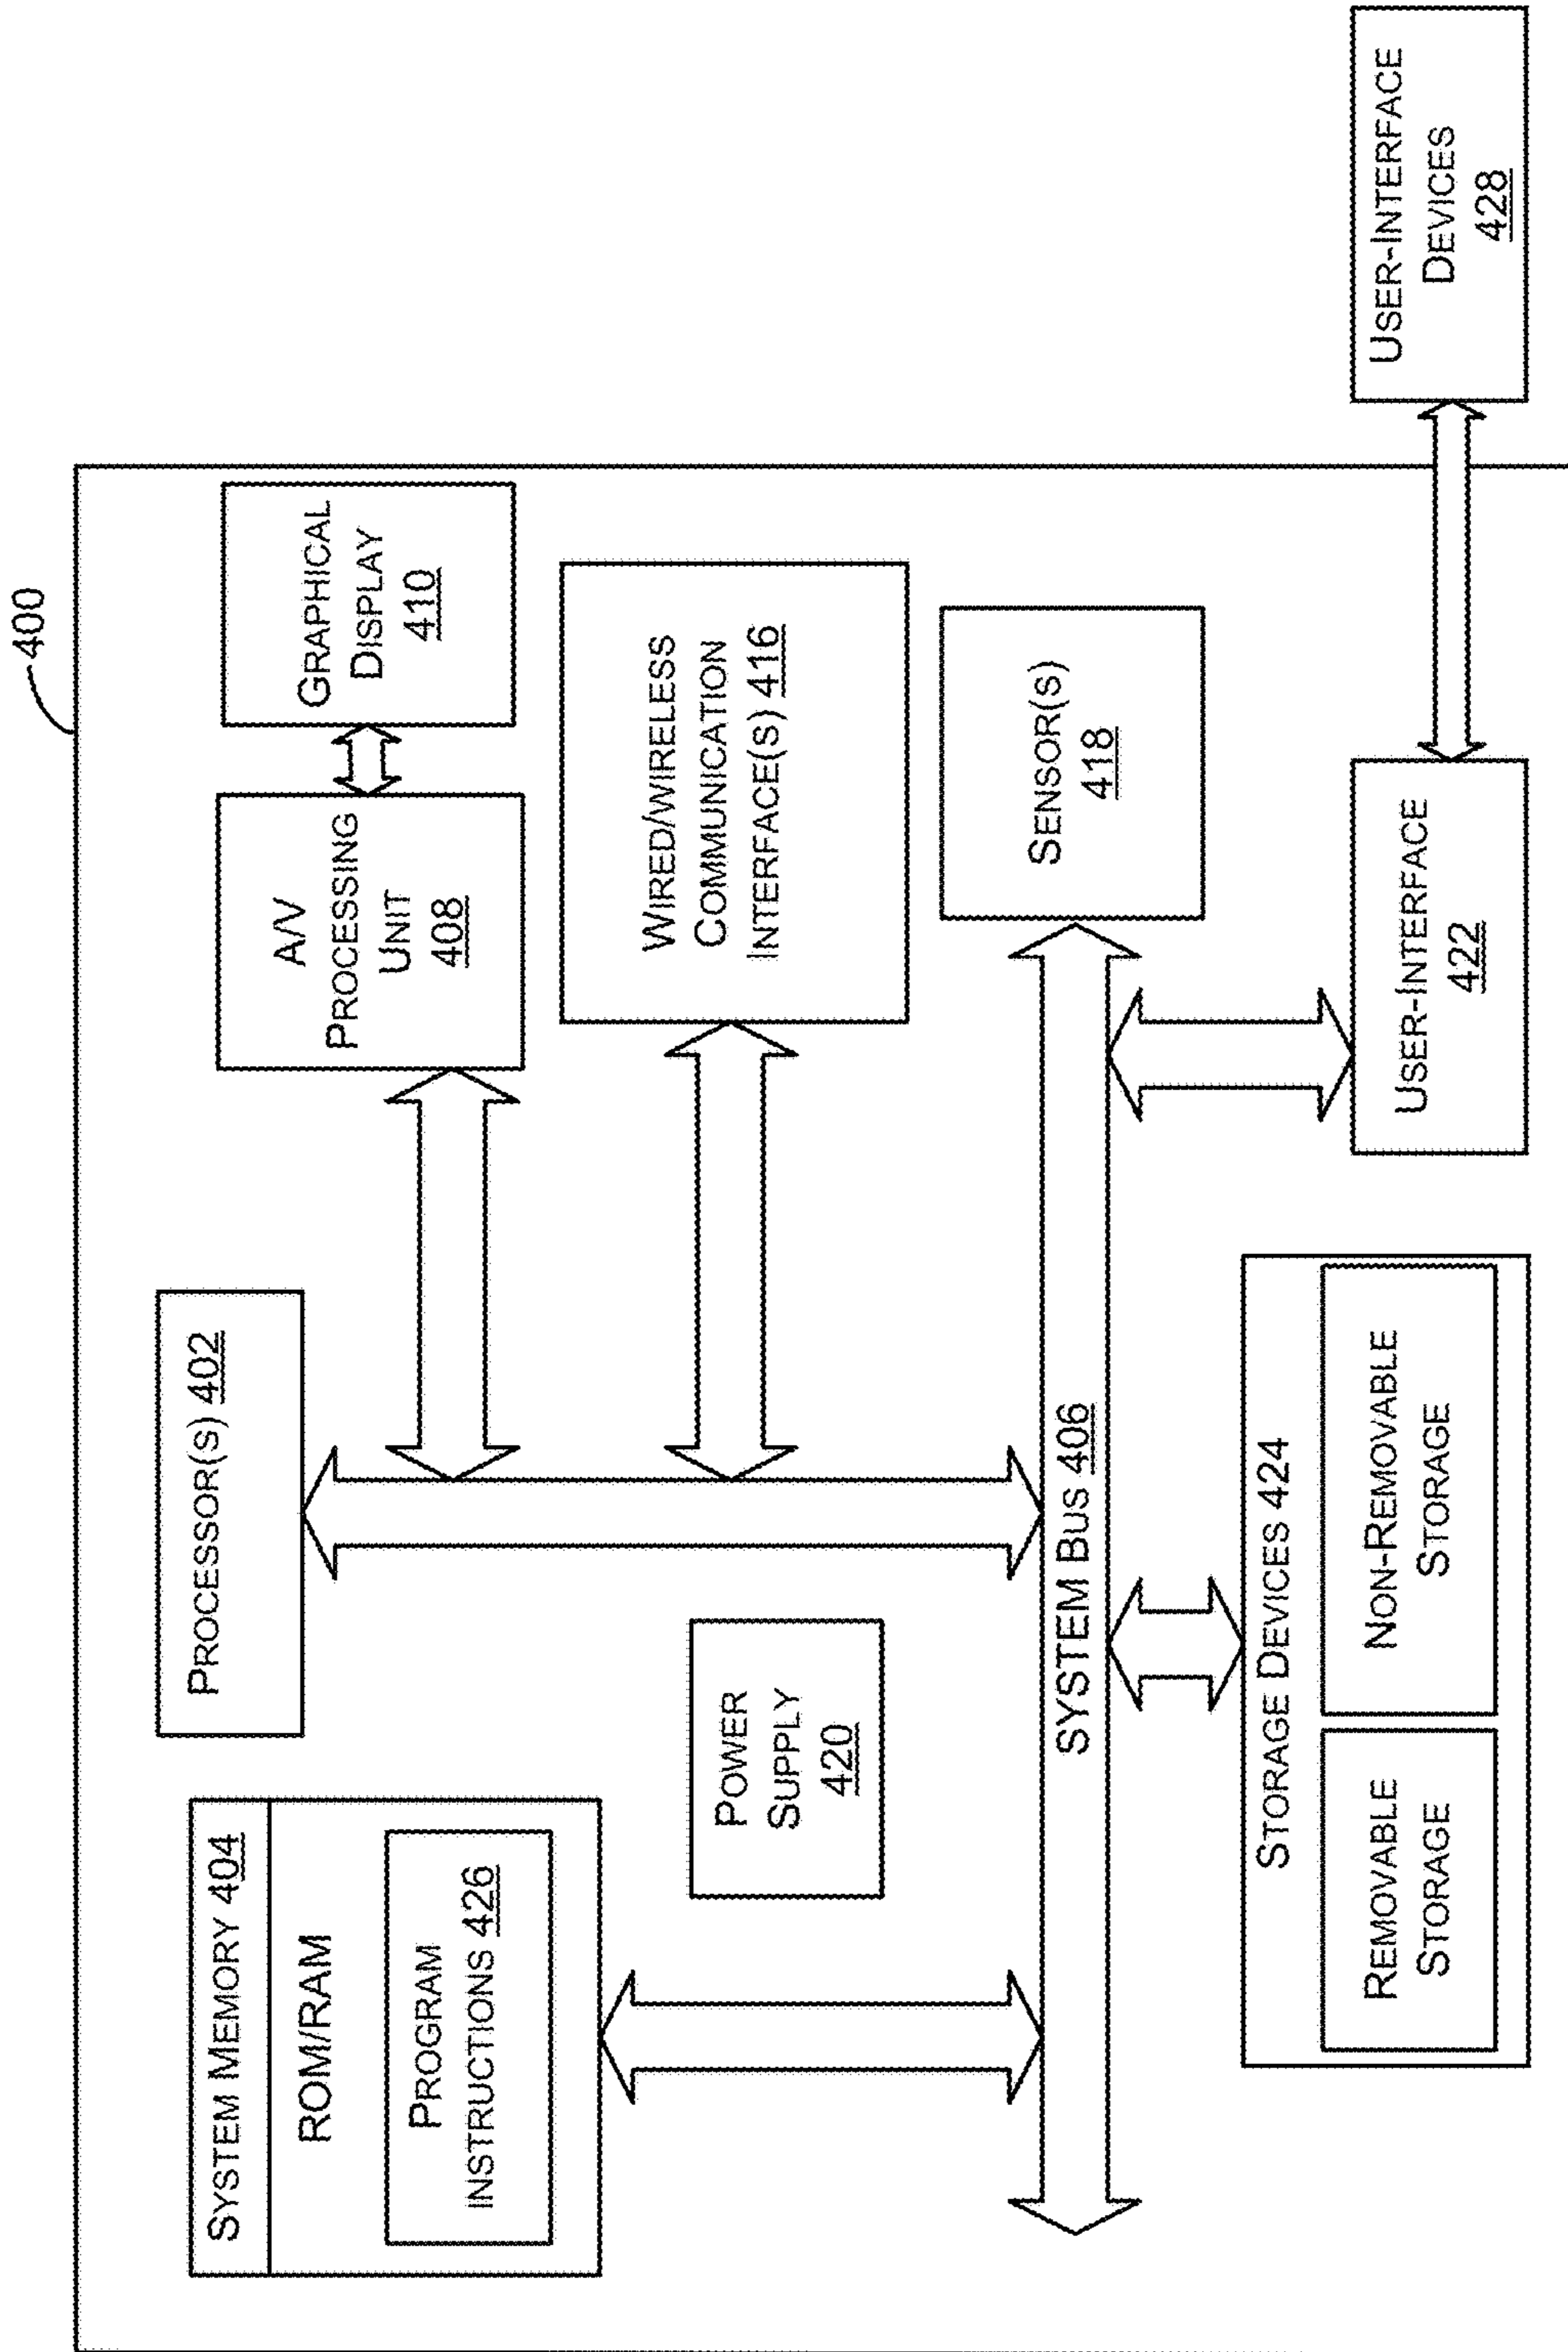 400
SYSTEM MEMORY 404
ROM/RAM
PROGRAM
INSTRUCTIONS 426
PROCESSOR(S) 402
A/V
PROCESSING
UNIT
408
GRAPHICAL
DISPLAY
410
WIRED/WIRELESS
COMMUNICATION
INTERFACE(S) 416
POWER
SUPPLY
420
SENSOR(S)
418
SYSTEM BUS 406
STORAGE DEVICES 424
REMOVABLE
STORAGE
NON-REMOVABLE
STORAGE
USER-INTERFACE
422
USER-INTERFACE
DEVICES
428